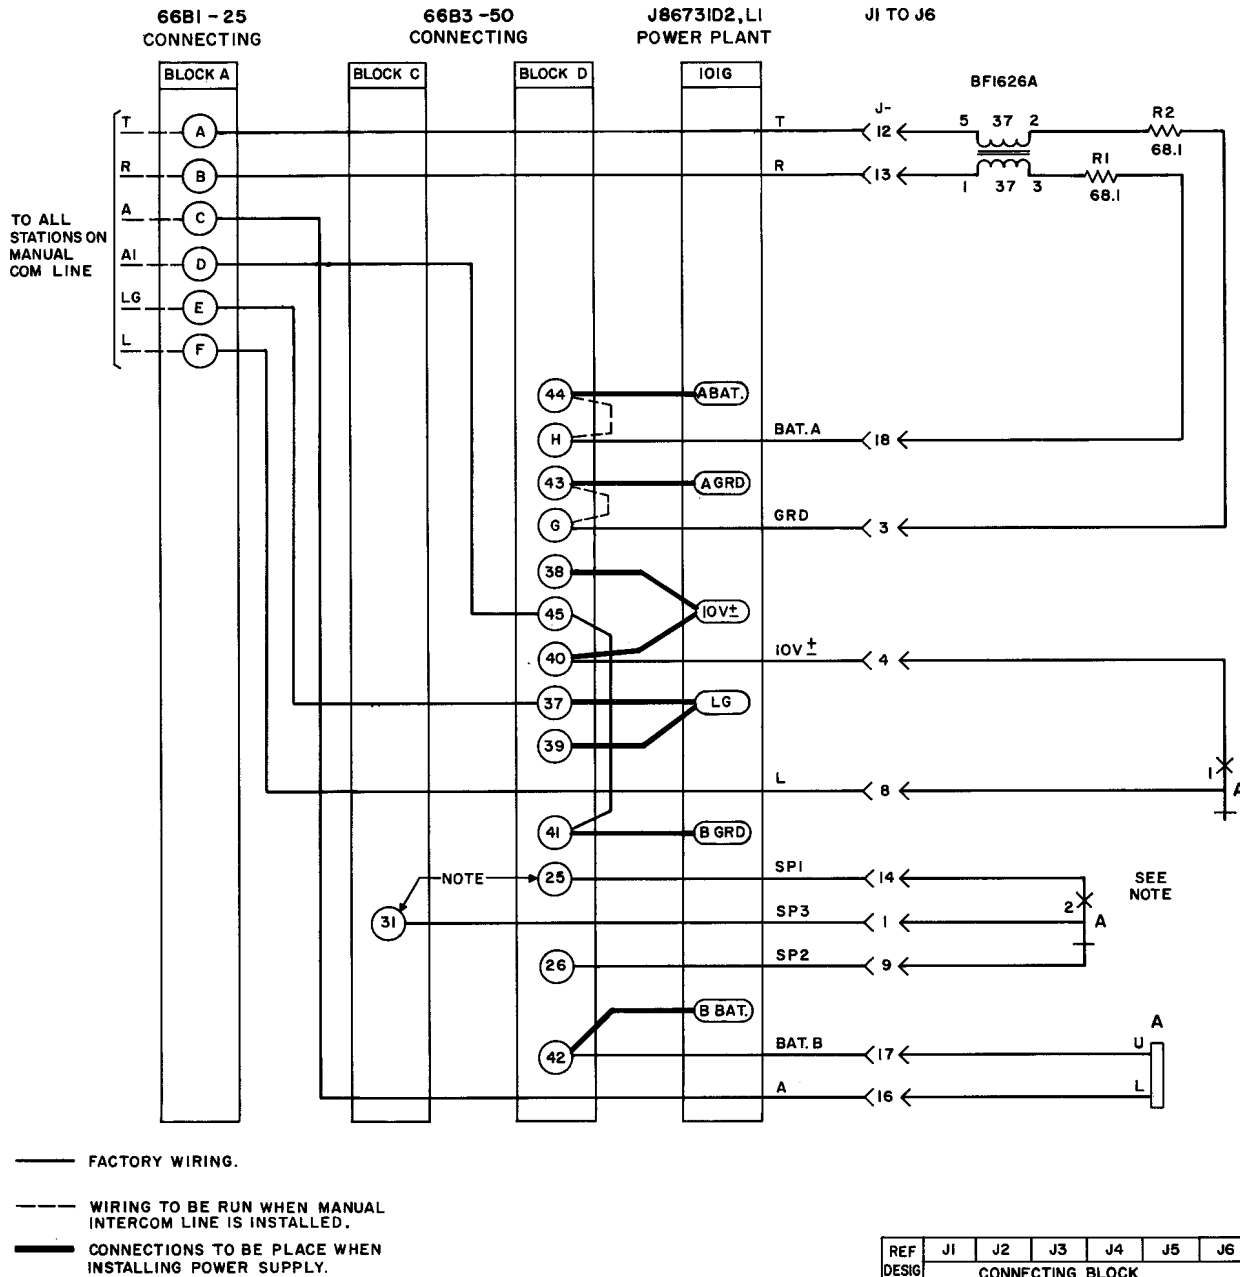 66B1-25
CONNECTING
66B3-50
CONNECTING
J86731D2,L1
POWER PLANT
J1 TO J6
BLOCK A
BLOCK C
BLOCK D
101G
BF1626A
T
A
T
J-
12
5
37
2
R2
68.1
R
B
R
13
1
37
3
R1
68.1
A
C
TO ALL
STATIONS ON
MANUAL
COM LINE
A1
D
LG
E
L
F
44
A BAT.
H
BAT. A
18
43
A GRD
G
GRD
3
38
45
10V±
40
10V±
4
37
LG
39
1
L
8
A
41
B GRD
NOTE
25
SP1
14
SEE
NOTE
31
SP3
1
2
A
26
SP2
9
B BAT.
A
42
BAT. B
17
U
A
16
L
FACTORY WIRING.
WIRING TO BE RUN WHEN MANUAL
INTERCOM LINE IS INSTALLED.
CONNECTIONS TO BE PLACE WHEN
INSTALLING POWER SUPPLY.
REF
DESIG
J1
J2
J3
J4
J5
J6
CONNECTING BLOCK